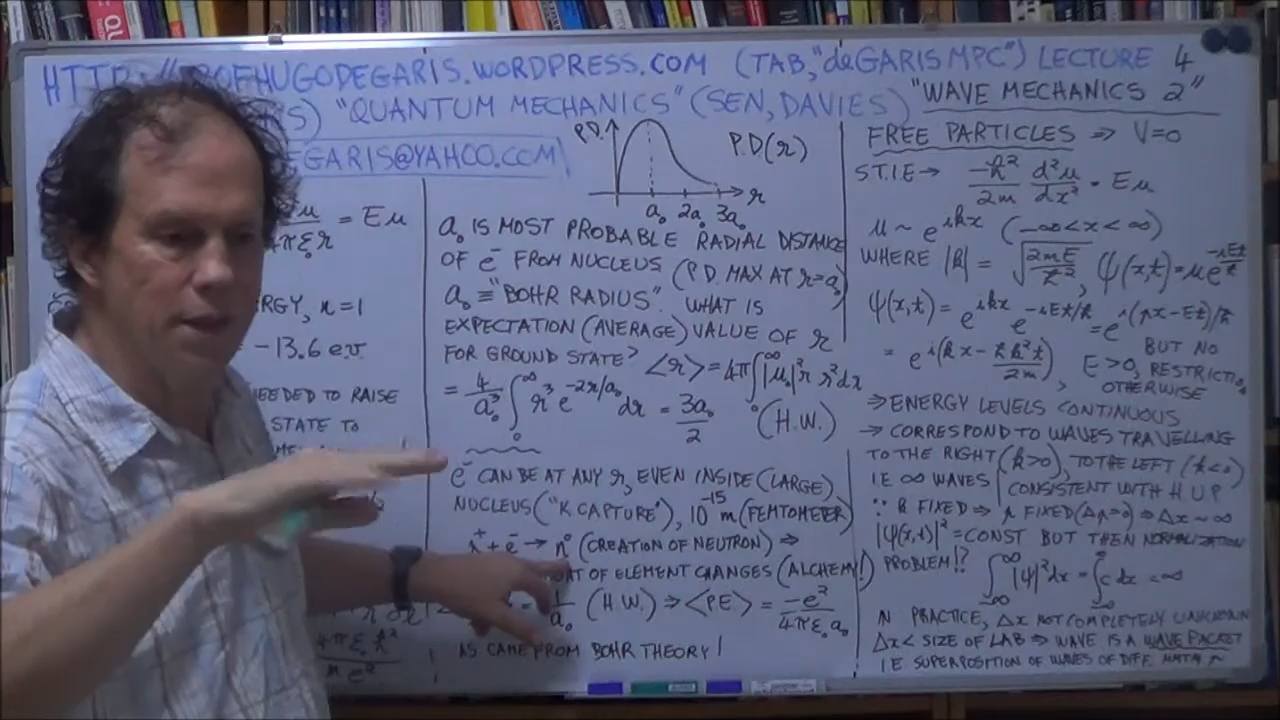 HTTP://PROFHUGODEGARIS.WORDPRESS.COM (TAB, "deGARIS MPC") LECTURE 4
S) "QUANTUM MECHANICS" (SEN, DAVIES) "WAVE MECHANICS 2"
EGARIS@YAHOO.COM
= Eu
4πε₀r
ERGY, n=1
-13.6 ev
NEEDED TO RAISE
STATE TO
4πε₀ħ²
m e²
P.D. P.D(r)
a₀ 2a₀ 3a₀ r
a₀ IS MOST PROBABLE RADIAL DISTANCE
OF e⁻ FROM NUCLEUS (P.D. MAX AT r=a₀)
a₀ ≡ "BOHR RADIUS". WHAT IS
EXPECTATION (AVERAGE) VALUE OF r
FOR GROUND STATE? <r> = 4π∫₀^∞ |u₀|² r r² dr
= 4/a₀³ ∫₀^∞ r³ e^(-2r/a₀) dr = 3a₀/2 (H.W.)
e⁻ CAN BE AT ANY r, EVEN INSIDE (LARGE)
NUCLEUS ("K CAPTURE"), 10⁻¹⁵ m (FEMTOMETER)
+ e⁻ → n⁰ (CREATION OF NEUTRON) ⇒
OF ELEMENT CHANGES (ALCHEMY!)
= 1/a₀ (H.W.) ⇒ <PE> = -e²/4πε₀a₀
AS CAME FROM BOHR THEORY!
FREE PARTICLES ⇒ V=0
S.T.I.E → -ħ²/2m d²u/dx² = Eu
u ~ e^(ikx) (-∞<x<∞)
WHERE |k| = √(2mE/ħ²), ψ(x,t) = u e^(-iEt/ħ)
ψ(x,t) = e^(ikx) e^(-iEt/ħ) = e^(i(px-Et)/ħ)
= e^(i(kx - ħk²t/2m)), E>0, BUT NO RESTRICTION, OTHERWISE
⇒ ENERGY LEVELS CONTINUOUS
→ CORRESPOND TO WAVES TRAVELLING
TO THE RIGHT (k>0), TO THE LEFT (k<0)
I.E ∞ WAVES CONSISTENT WITH H.U.P
∵ k FIXED ⇒ p FIXED (Δp=0) ⇒ Δx ~ ∞
|ψ(x,t)|² = CONST BUT THEN NORMALIZATION
PROBLEM!? ∫₋∞^∞ |ψ|² dx = ∫₋∞^∞ c dx = ∞
IN PRACTICE, Δx NOT COMPLETELY UNKNOWN
Δx < SIZE OF LAB ⇒ WAVE IS A WAVE PACKET
IE SUPERPOSITION OF WAVES OF DIFF.